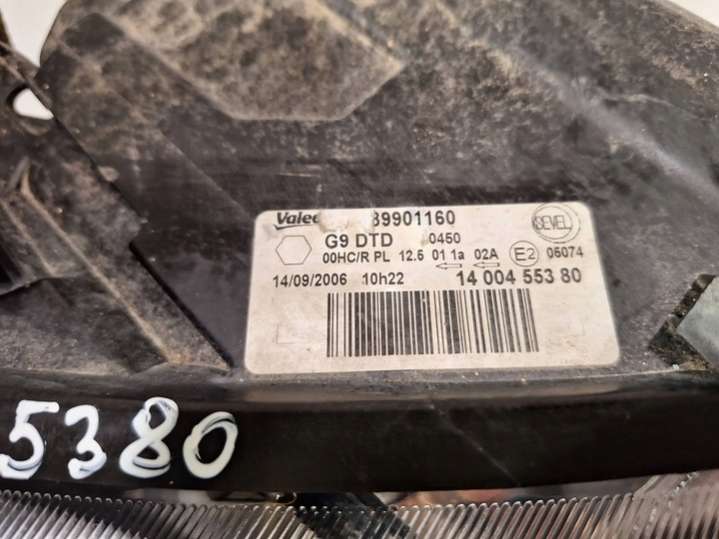 Valeo 89901160
G9 DTD 0450
SEVEL
00HC/R PL 12.6 01 1a 02A E2 06074
14/09/2006 10h22 14 004 553 80
5380